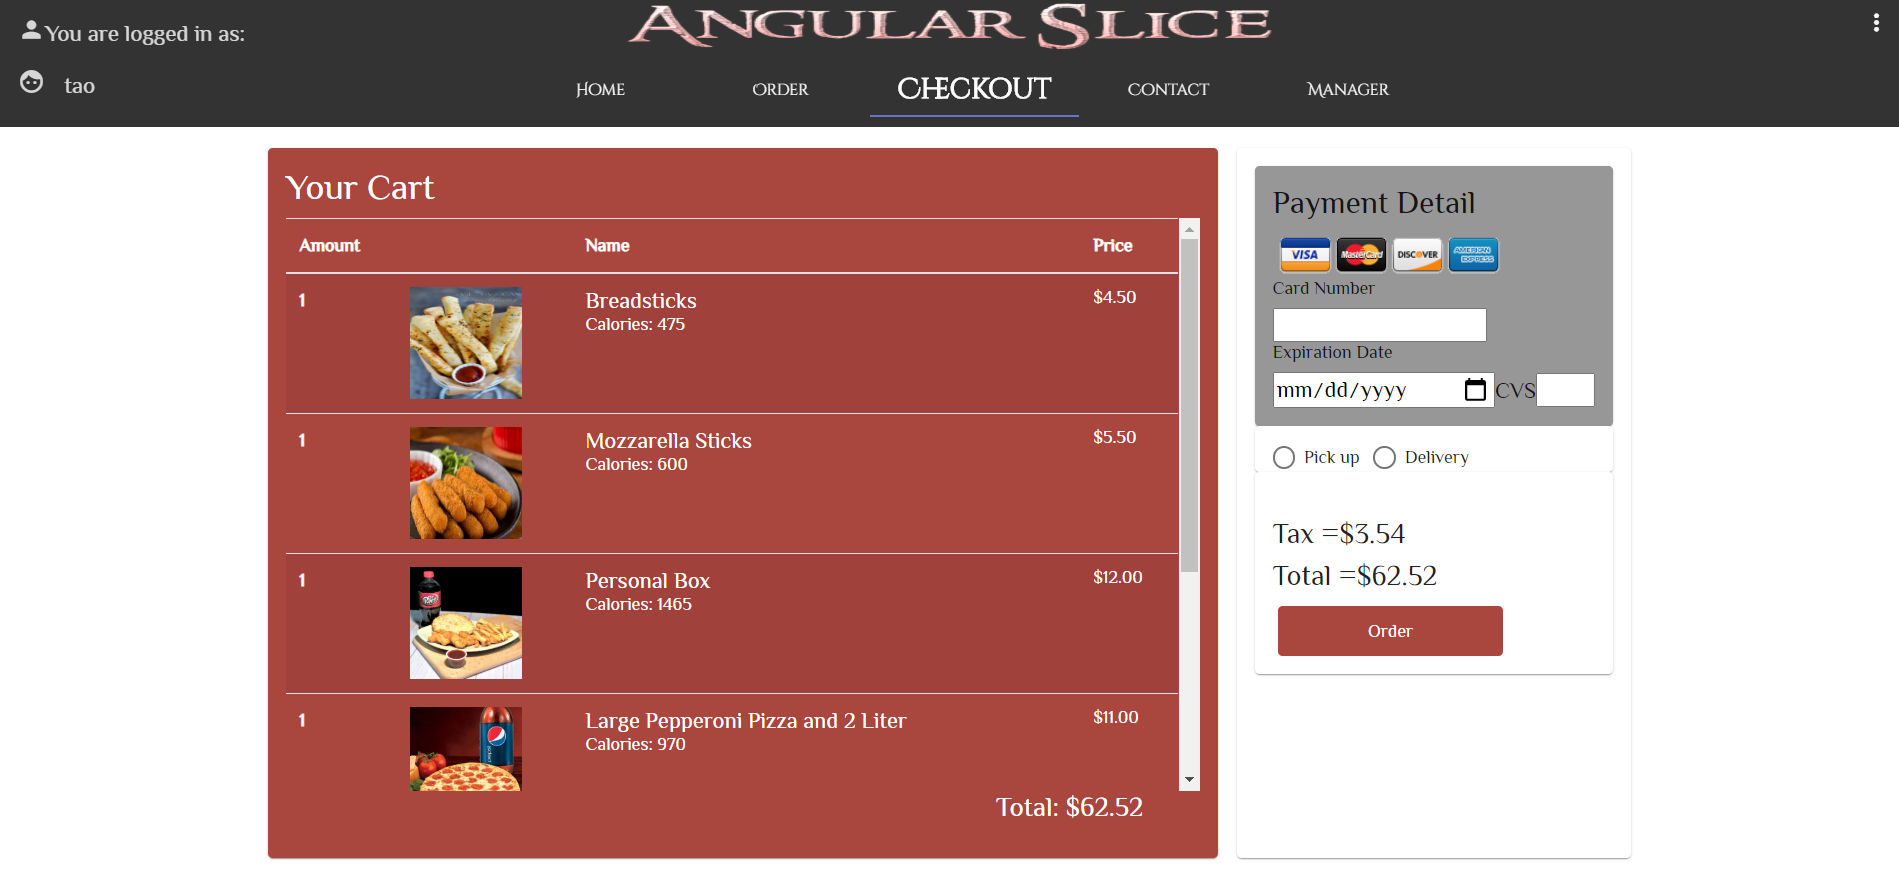 You are logged in as:
tao
Angular Slice
Home
Order
Checkout
Contact
Manager
Your Cart
Amount Name Price
1 Breadsticks $4.50
Calories: 475
1 Mozzarella Sticks $5.50
Calories: 600
1 Personal Box $12.00
Calories: 1465
1 Large Pepperoni Pizza and 2 Liter $11.00
Calories: 970
Total: $62.52
Payment Detail
VISA MasterCard DISCOVER AMERICAN EXPRESS
Card Number
Expiration Date
mm/dd/yyyy CVS
Pick up Delivery
Tax =$3.54
Total =$62.52
Order